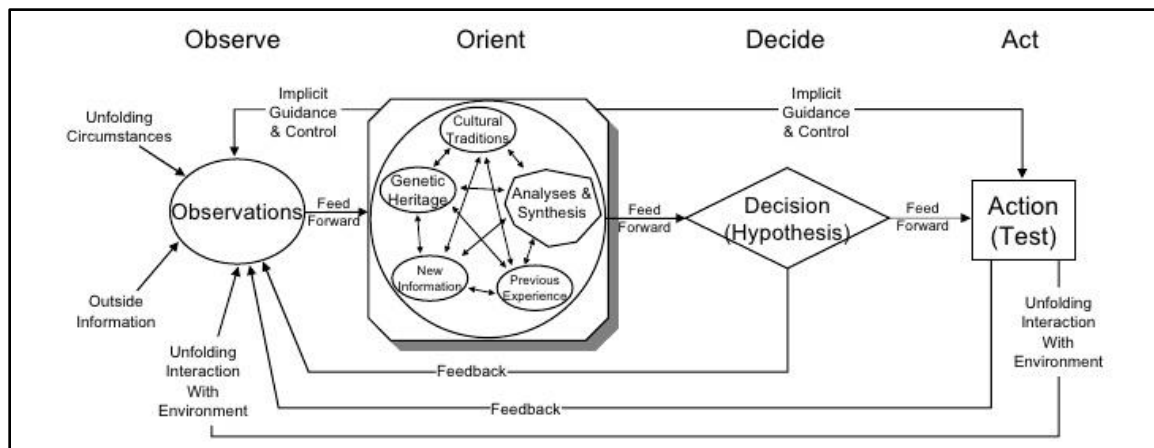 Observe
Orient
Decide
Act
Implicit
Guidance
& Control
Implicit
Guidance
& Control
Unfolding
Circumstances
Cultural
Traditions
Genetic
Heritage
Analyses &
Synthesis
Observations
Feed
Forward
Feed
Forward
Decision
(Hypothesis)
Feed
Forward
Action
(Test)
New
Information
Previous
Experience
Outside
Information
Unfolding
Interaction
With
Environment
Unfolding
Interaction
With
Environment
Feedback
Feedback